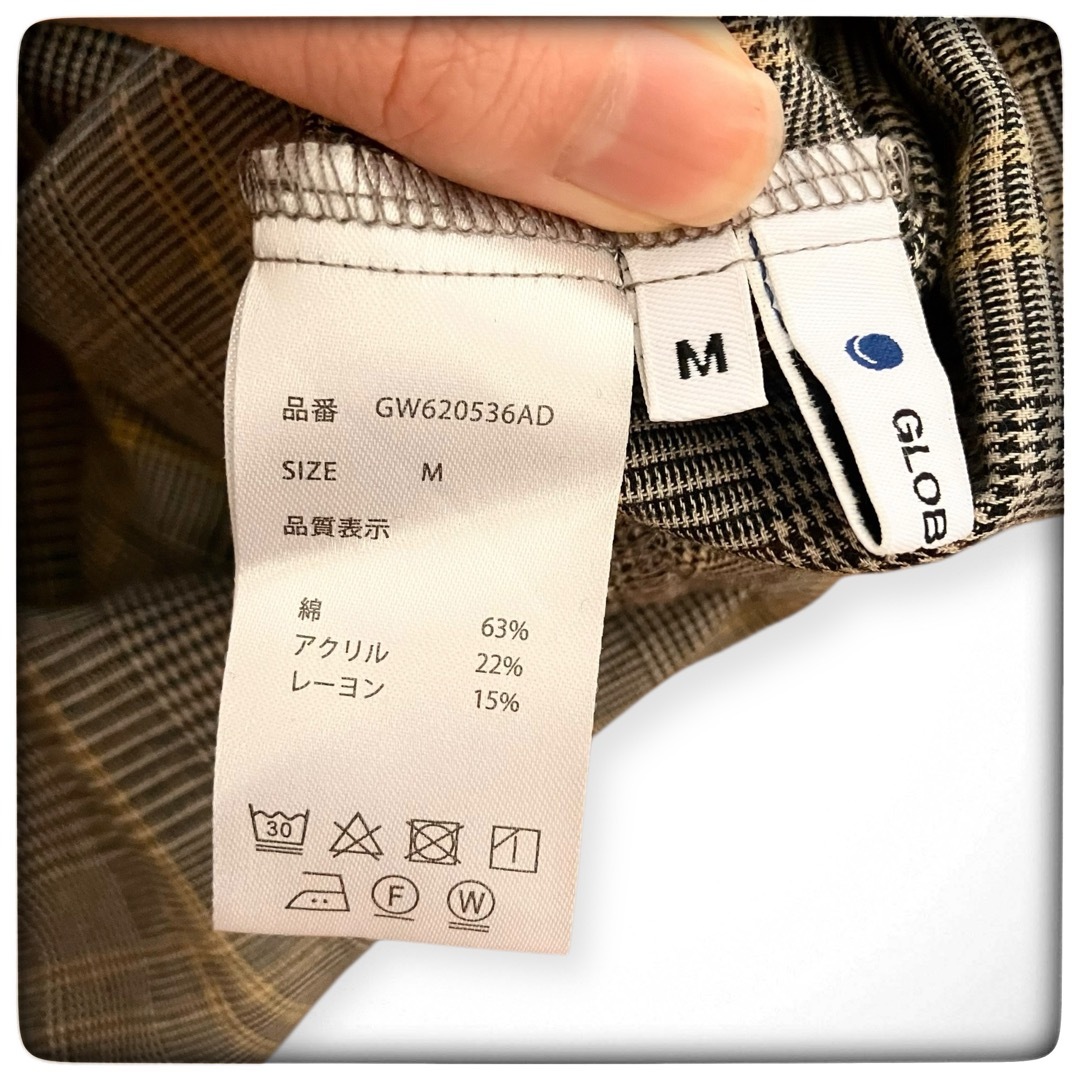 品番 GW620536AD
SIZE M
品質表示
綿 63%
アクリル 22%
レーヨン 15%
30
F W
M
GLOB